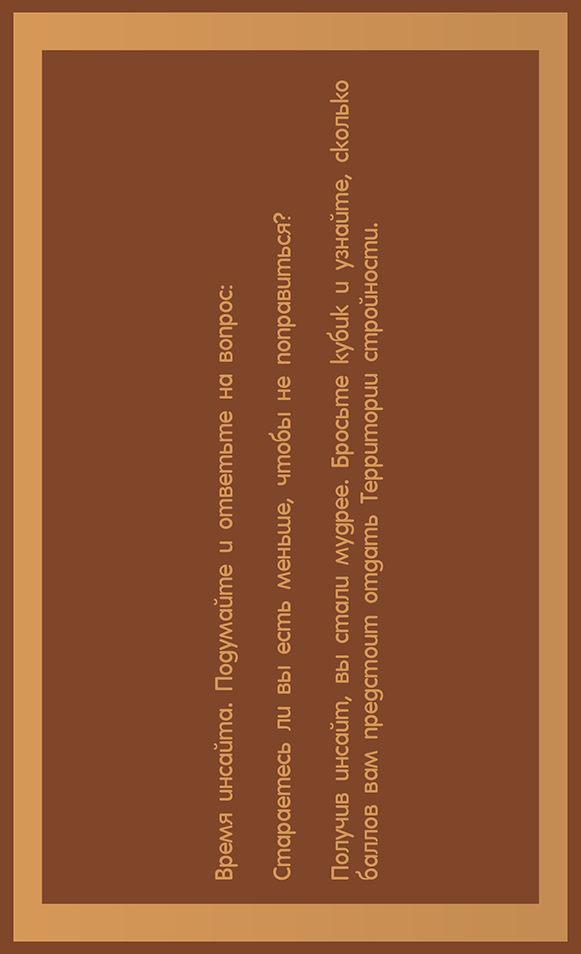 Время инсайта. Подумайте и ответьте на вопрос:
Стараетесь ли вы есть меньше, чтобы не поправиться?
Получив инсайт, вы стали мудрее. Бросьте кубик и узнайте, сколько
баллов вам предстоит отдать Территории стройности.